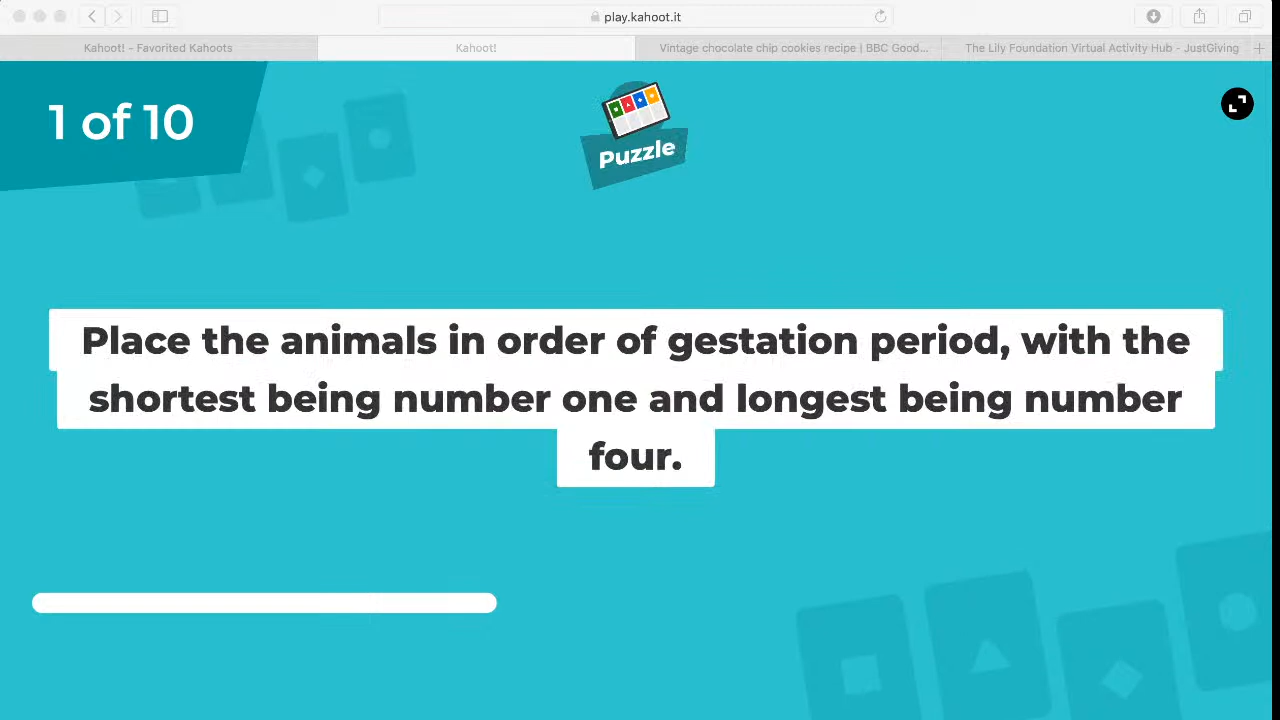 play.kahoot.it
Kahoot! - Favorited Kahoots
Kahoot!
Vintage chocolate chip cookies recipe | BBC Good...
The Lily Foundation Virtual Activity Hub - JustGiving
1 of 10
Puzzle
Place the animals in order of gestation period, with the
shortest being number one and longest being number
four.